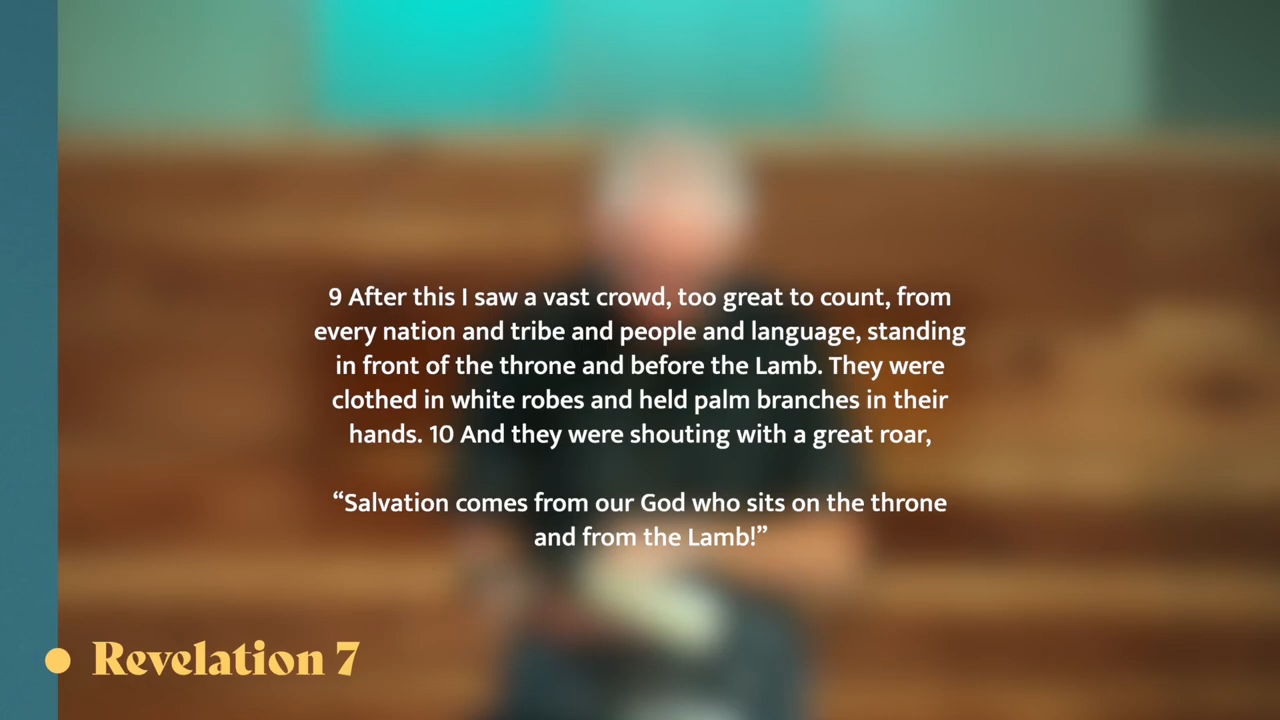 9 After this I saw a vast crowd, too great to count, from
every nation and tribe and people and language, standing
in front of the throne and before the Lamb. They were
clothed in white robes and held palm branches in their
hands. 10 And they were shouting with a great roar,
“Salvation comes from our God who sits on the throne
and from the Lamb!”
Revelation 7